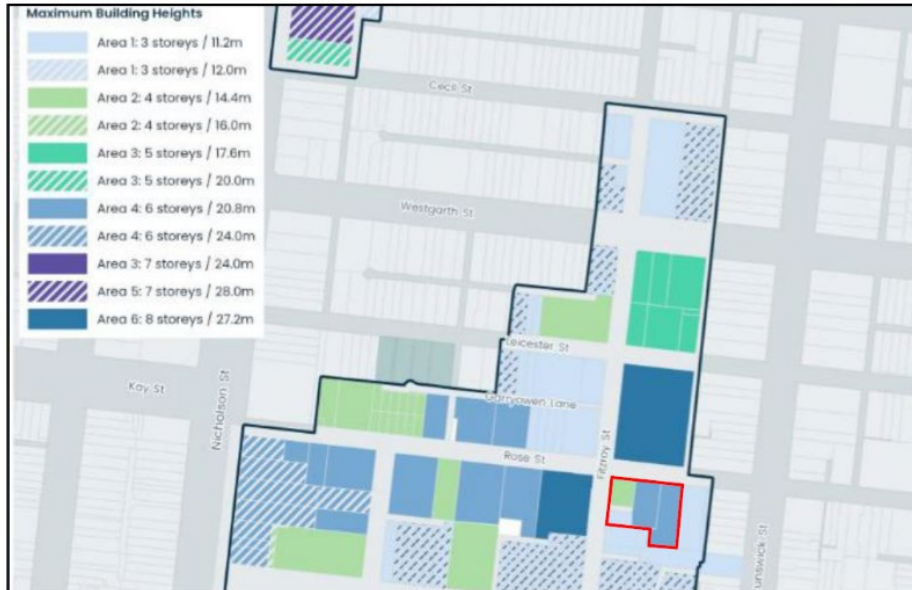 Maximum Building Heights
Area 1: 3 storeys / 11.2m
Area 1: 3 storeys / 12.0m
Area 2: 4 storeys / 14.4m
Area 2: 4 storeys / 16.0m
Area 3: 5 storeys / 17.6m
Area 3: 5 storeys / 20.0m
Area 4: 6 storeys / 20.8m
Area 4: 6 storeys / 24.0m
Area 3: 7 storeys / 24.0m
Area 5: 7 storeys / 28.0m
Area 6: 8 storeys / 27.2m
Cecil St
Westgarth St
Leicester St
Kay St
Nicholson St
Garryowen Lane
Fitzroy St
Rose St
unswick St